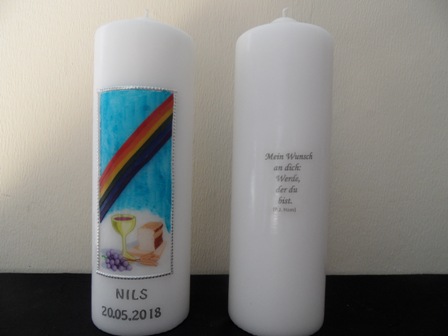 NILS
20.05.2018
Mein Wunsch
an dich:
Werde,
der du
bist.